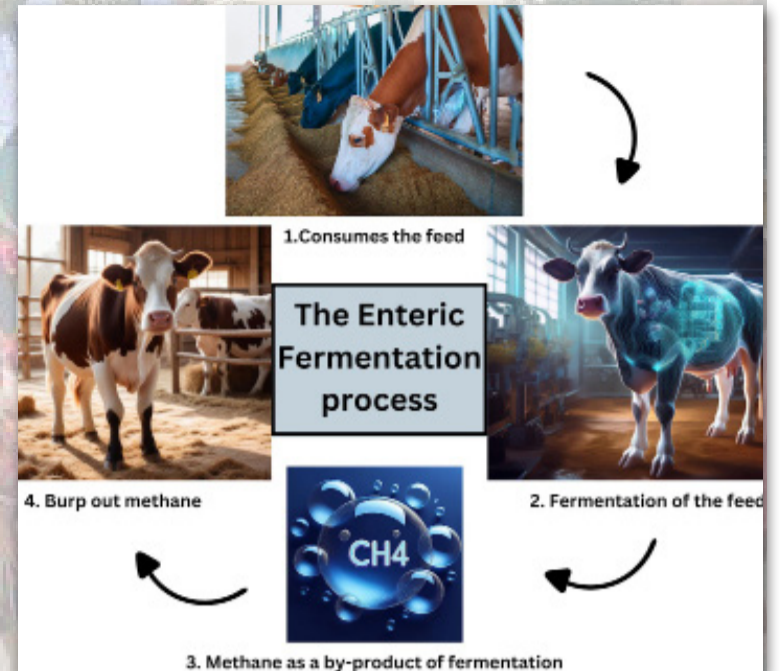 1.Consumes the feed
The Enteric
Fermentation
process
2. Fermentation of the feed
CH4
3. Methane as a by-product of fermentation
4. Burp out methane